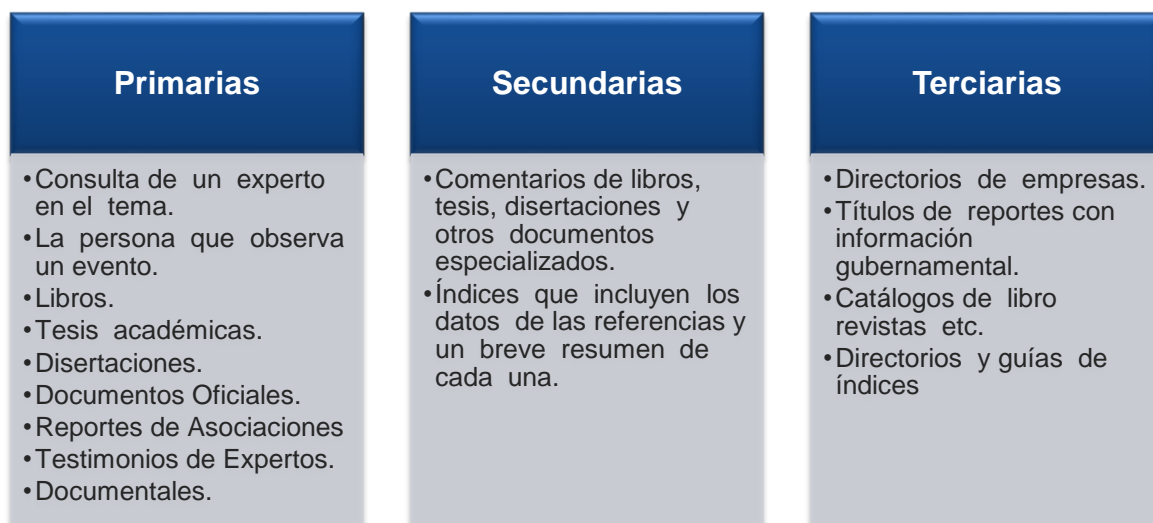 Primarias
•Consulta de un experto
en el tema.
•La persona que observa
un evento.
•Libros.
•Tesis académicas.
•Disertaciones.
•Documentos Oficiales.
•Reportes de Asociaciones
•Testimonios de Expertos.
•Documentales.
Secundarias
•Comentarios de libros,
tesis, disertaciones y
otros documentos
especializados.
•Índices que incluyen los
datos de las referencias y
un breve resumen de
cada una.
Terciarias
•Directorios de empresas.
•Títulos de reportes con
información
gubernamental.
•Catálogos de libro
revistas etc.
•Directorios y guías de
índices